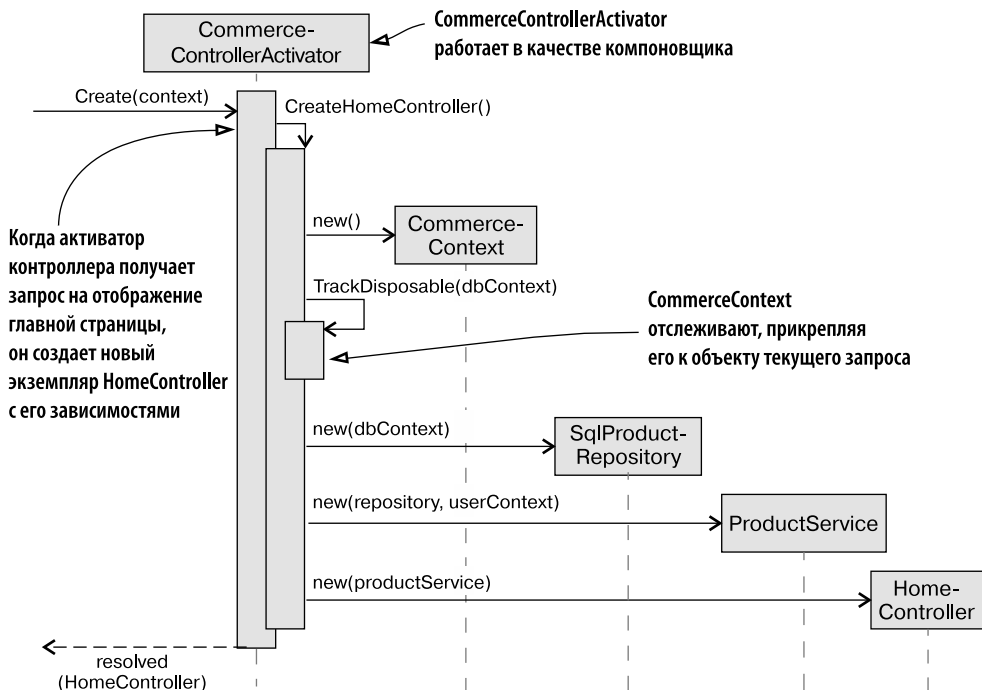 Commerce-
ControllerActivator
CommerceControllerActivator
работает в качестве компоновщика
Create(context)
CreateHomeController()
new()
Commerce-
Context
Когда активатор
контроллера получает
запрос на отображение
главной страницы,
он создает новый
экземпляр HomeController
с его зависимостями
TrackDisposable(dbContext)
CommerceContext
отслеживают, прикрепляя
его к объекту текущего запроса
new(dbContext)
SqlProduct-
Repository
new(repository, userContext)
ProductService
new(productService)
Home-
Controller
resolved
(HomeController)